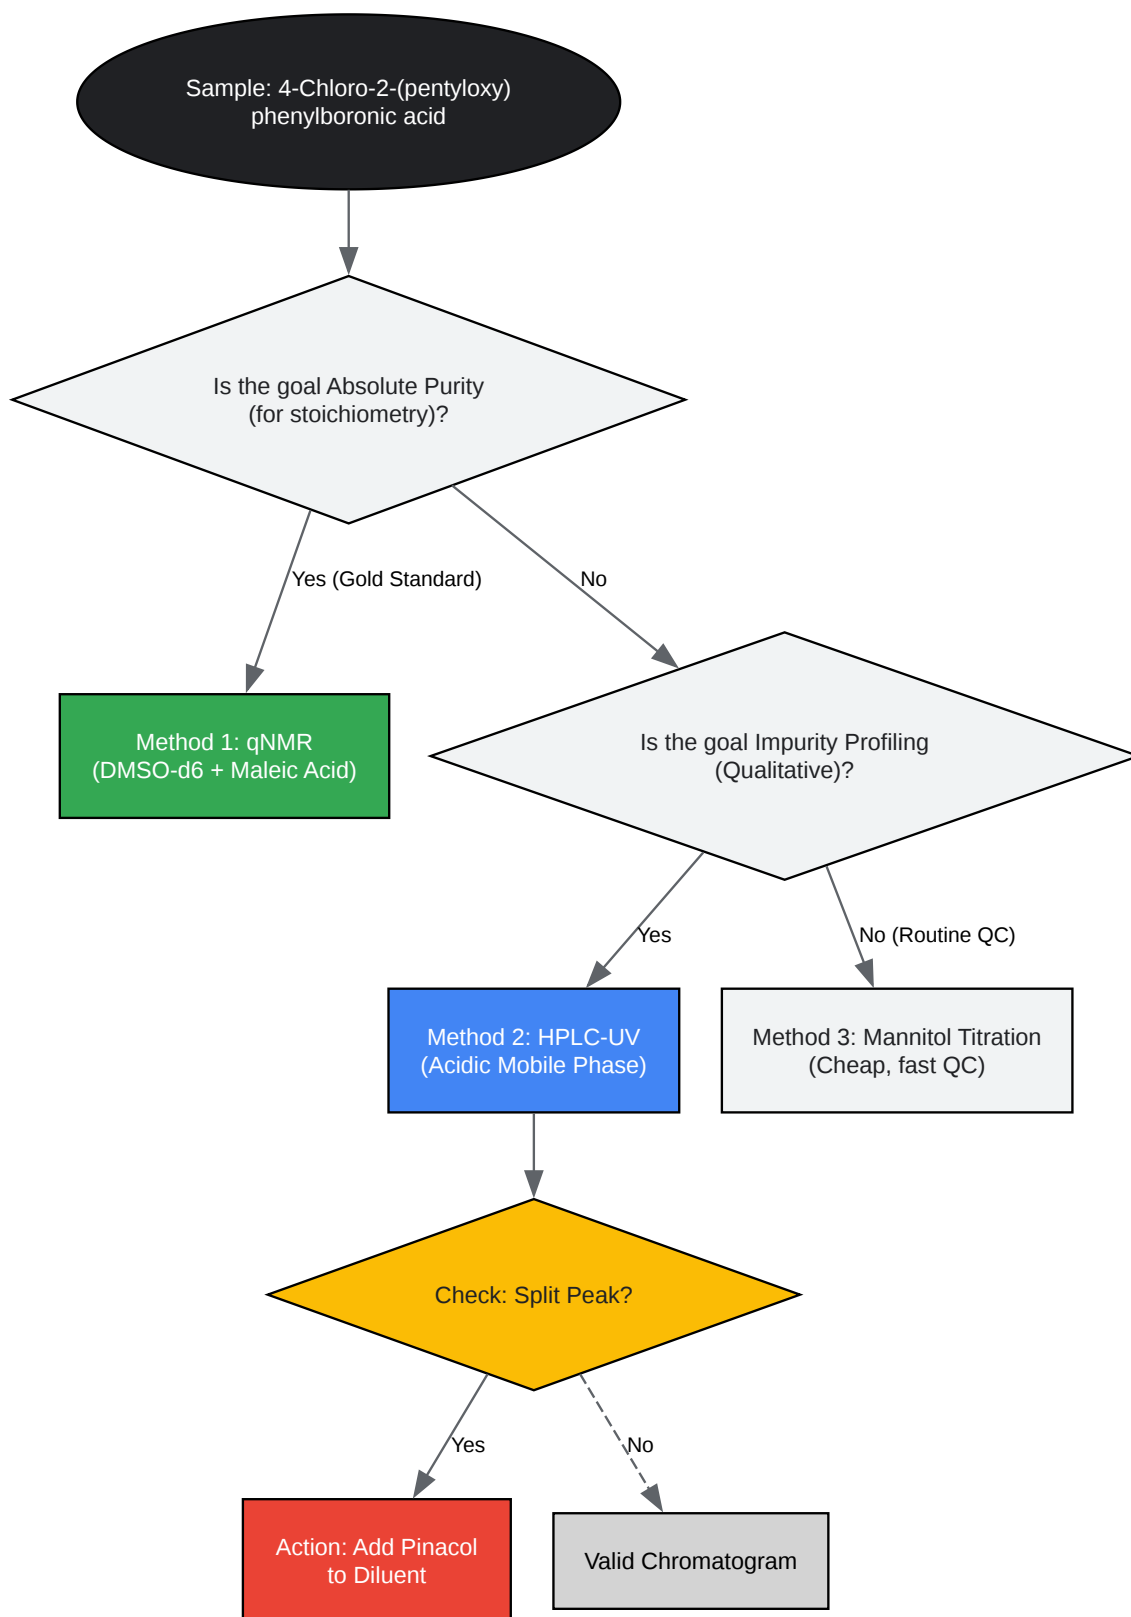 Sample: 4-Chloro-2-(pentyloxy)
phenylboronic acid
Is the goal Absolute Purity
(for stoichiometry)?
Yes (Gold Standard)
No
Method 1: qNMR
(DMSO-d6 + Maleic Acid)
Is the goal Impurity Profiling
(Qualitative)?
Yes
No (Routine QC)
Method 2: HPLC-UV
(Acidic Mobile Phase)
Method 3: Mannitol Titration
(Cheap, fast QC)
Check: Split Peak?
Yes
No
Action: Add Pinacol
to Diluent
Valid Chromatogram